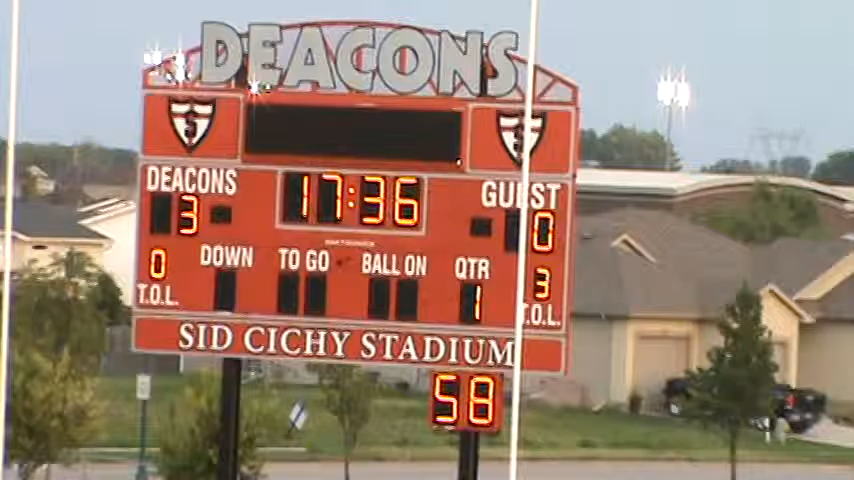 DEACONS
DEACONS 17:36 GUEST
3 0
DOWN TO GO BALL ON QTR
0 1 3
T.O.L. T.O.L.
SID CICHY STADIUM
58